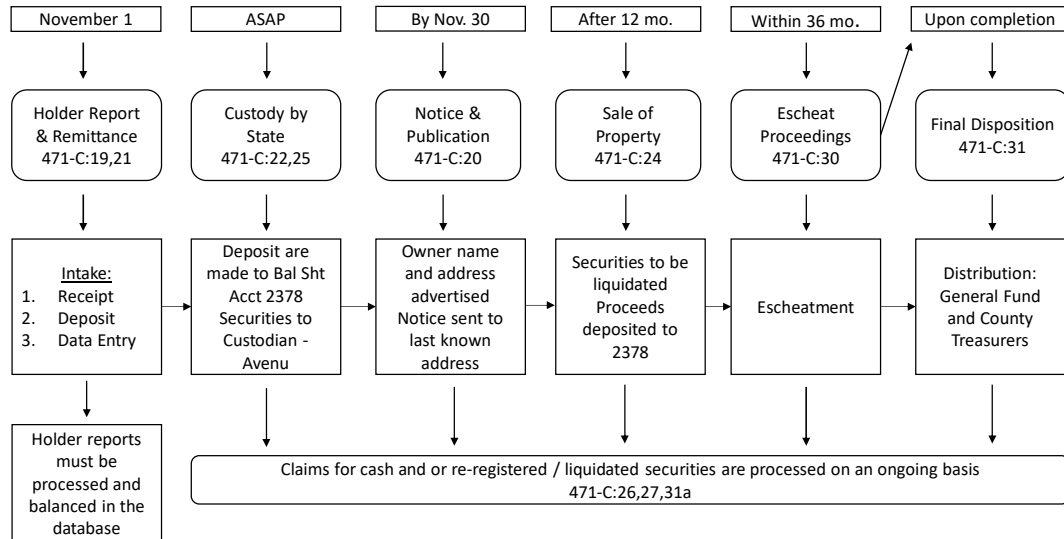 November 1
ASAP
By Nov. 30
After 12 mo.
Within 36 mo.
Upon completion
Holder Report
& Remittance
471-C:19,21
Custody by
State
471-C:22,25
Notice &
Publication
471-C:20
Sale of
Property
471-C:24
Escheat
Proceedings
471-C:30
Final Disposition
471-C:31
Intake:
1. Receipt
2. Deposit
3. Data Entry
Deposit are
made to Bal Sht
Acct 2378
Securities to
Custodian -
Avenu
Owner name
and address
advertised
Notice sent to
last known
address
Securities to be
liquidated
Proceeds
deposited to
2378
Escheatment
Distribution:
General Fund
and County
Treasurers
Holder reports
must be
processed and
balanced in the
database
Claims for cash and or re-registered / liquidated securities are processed on an ongoing basis
471-C:26,27,31a